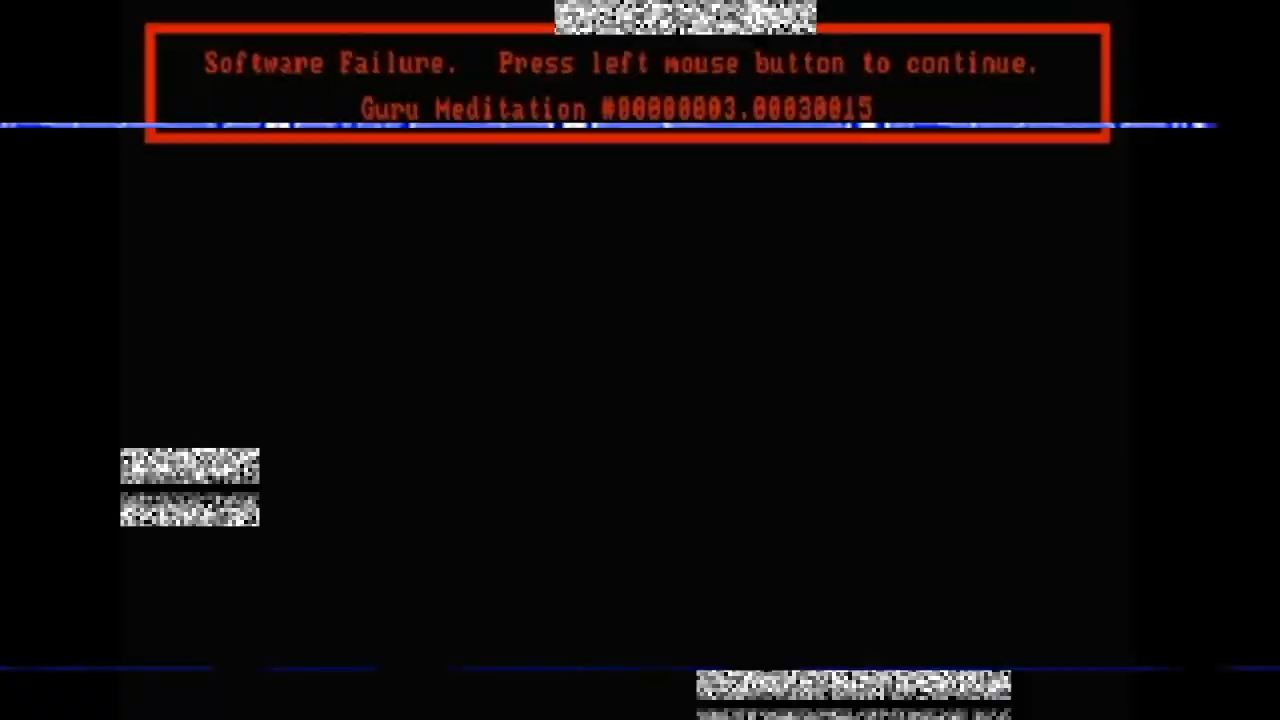 Software Failure.   Press left mouse button to continue.
Guru Meditation #00000003.00030015